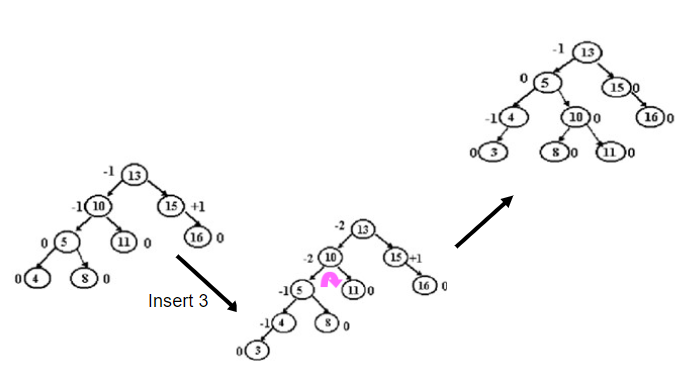 -1 13
-1 10 15 +1
0 5 11 0 16 0
0 4 8 0
Insert 3
-2 13
-2 10 15 +1
-1 5 11 0 16 0
-1 4 8 0
0 3
-1 13
0 5 15 0
-1 4 10 0 16 0
0 3 8 0 11 0